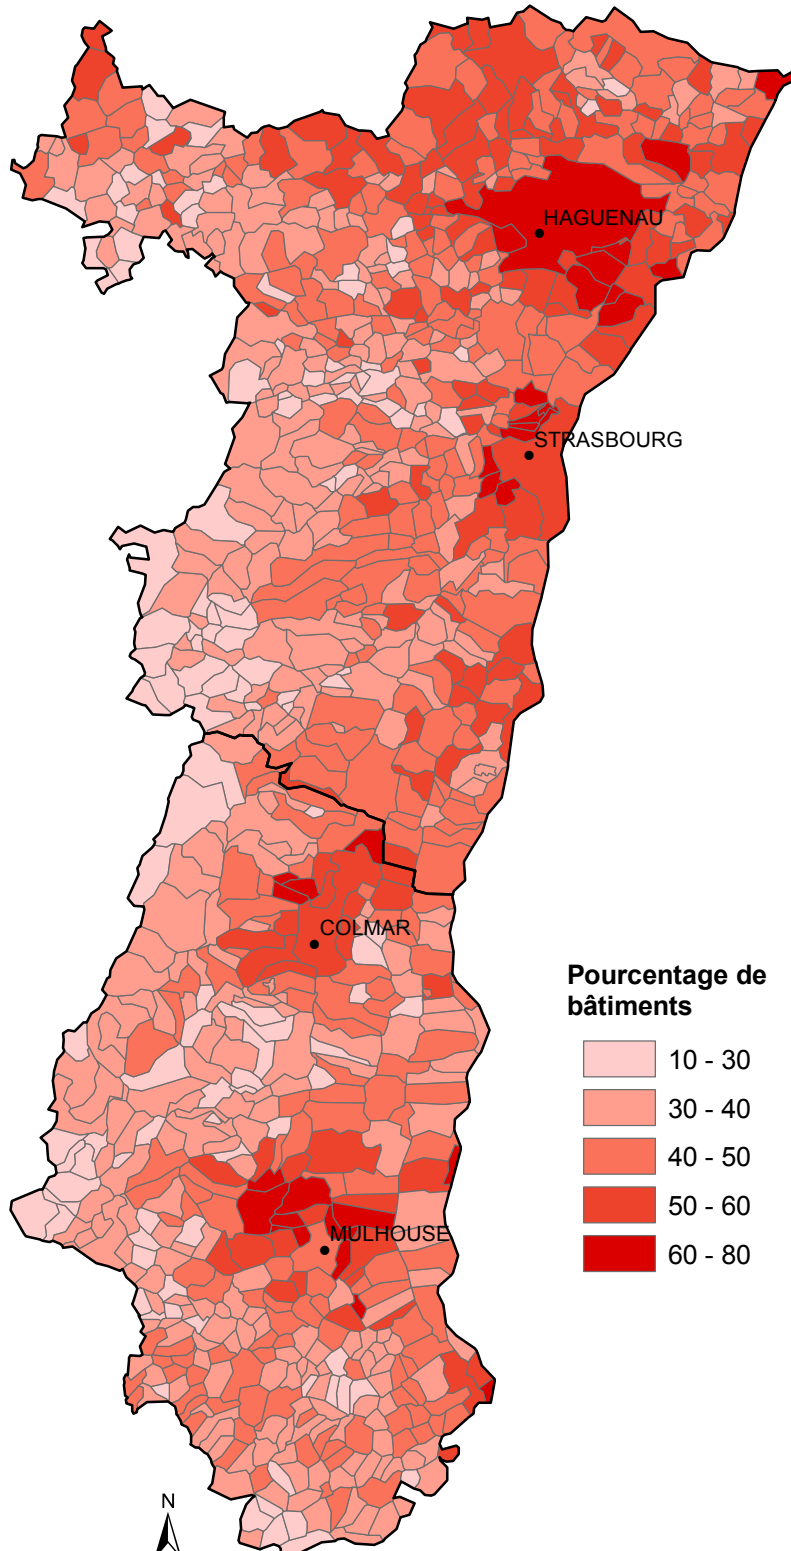 HAGUENAU
STRASBOURG
COLMAR
Pourcentage de
bâtiments
10 - 30
30 - 40
40 - 50
50 - 60
60 - 80
MULHOUSE
N